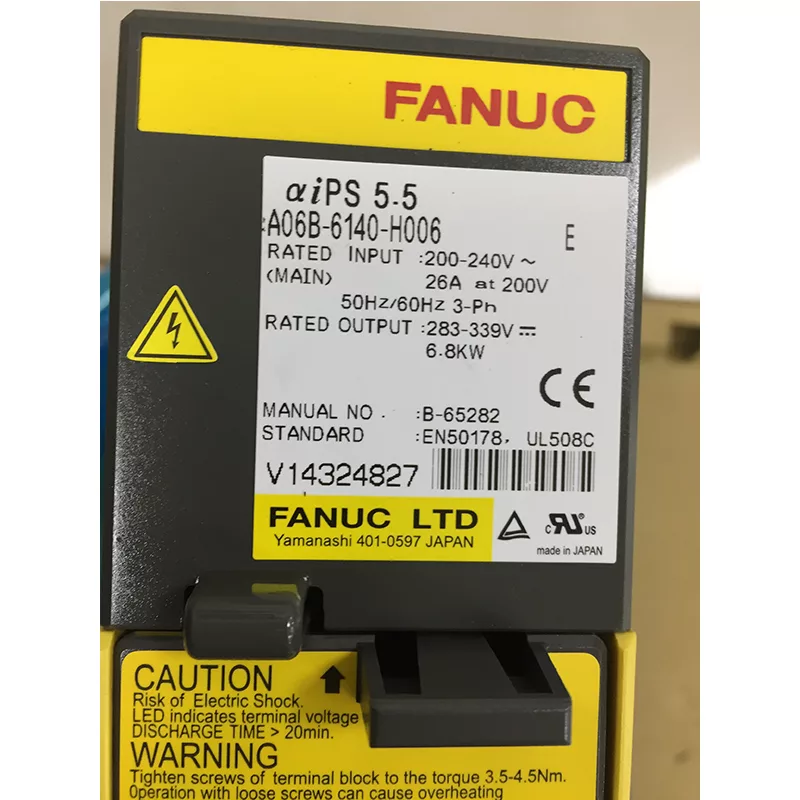 FANUC
αiPS 5.5
A06B-6140-H006 E
RATED INPUT :200-240V ~
(MAIN) 26A at 200V
50Hz/60Hz 3-Ph
RATED OUTPUT :283-339V ⎓
6.8KW
CE
MANUAL NO. :B-65282
STANDARD :EN50178, UL508C
V14324827
FANUC LTD
Yamanashi 401-0597 JAPAN
c RU US
made in JAPAN
CAUTION
Risk of Electric Shock.
LED indicates terminal voltage
DISCHARGE TIME > 20min.
WARNING
Tighten screws of terminal block to the torque 3.5-4.5Nm.
Operation with loose screws can cause overheating